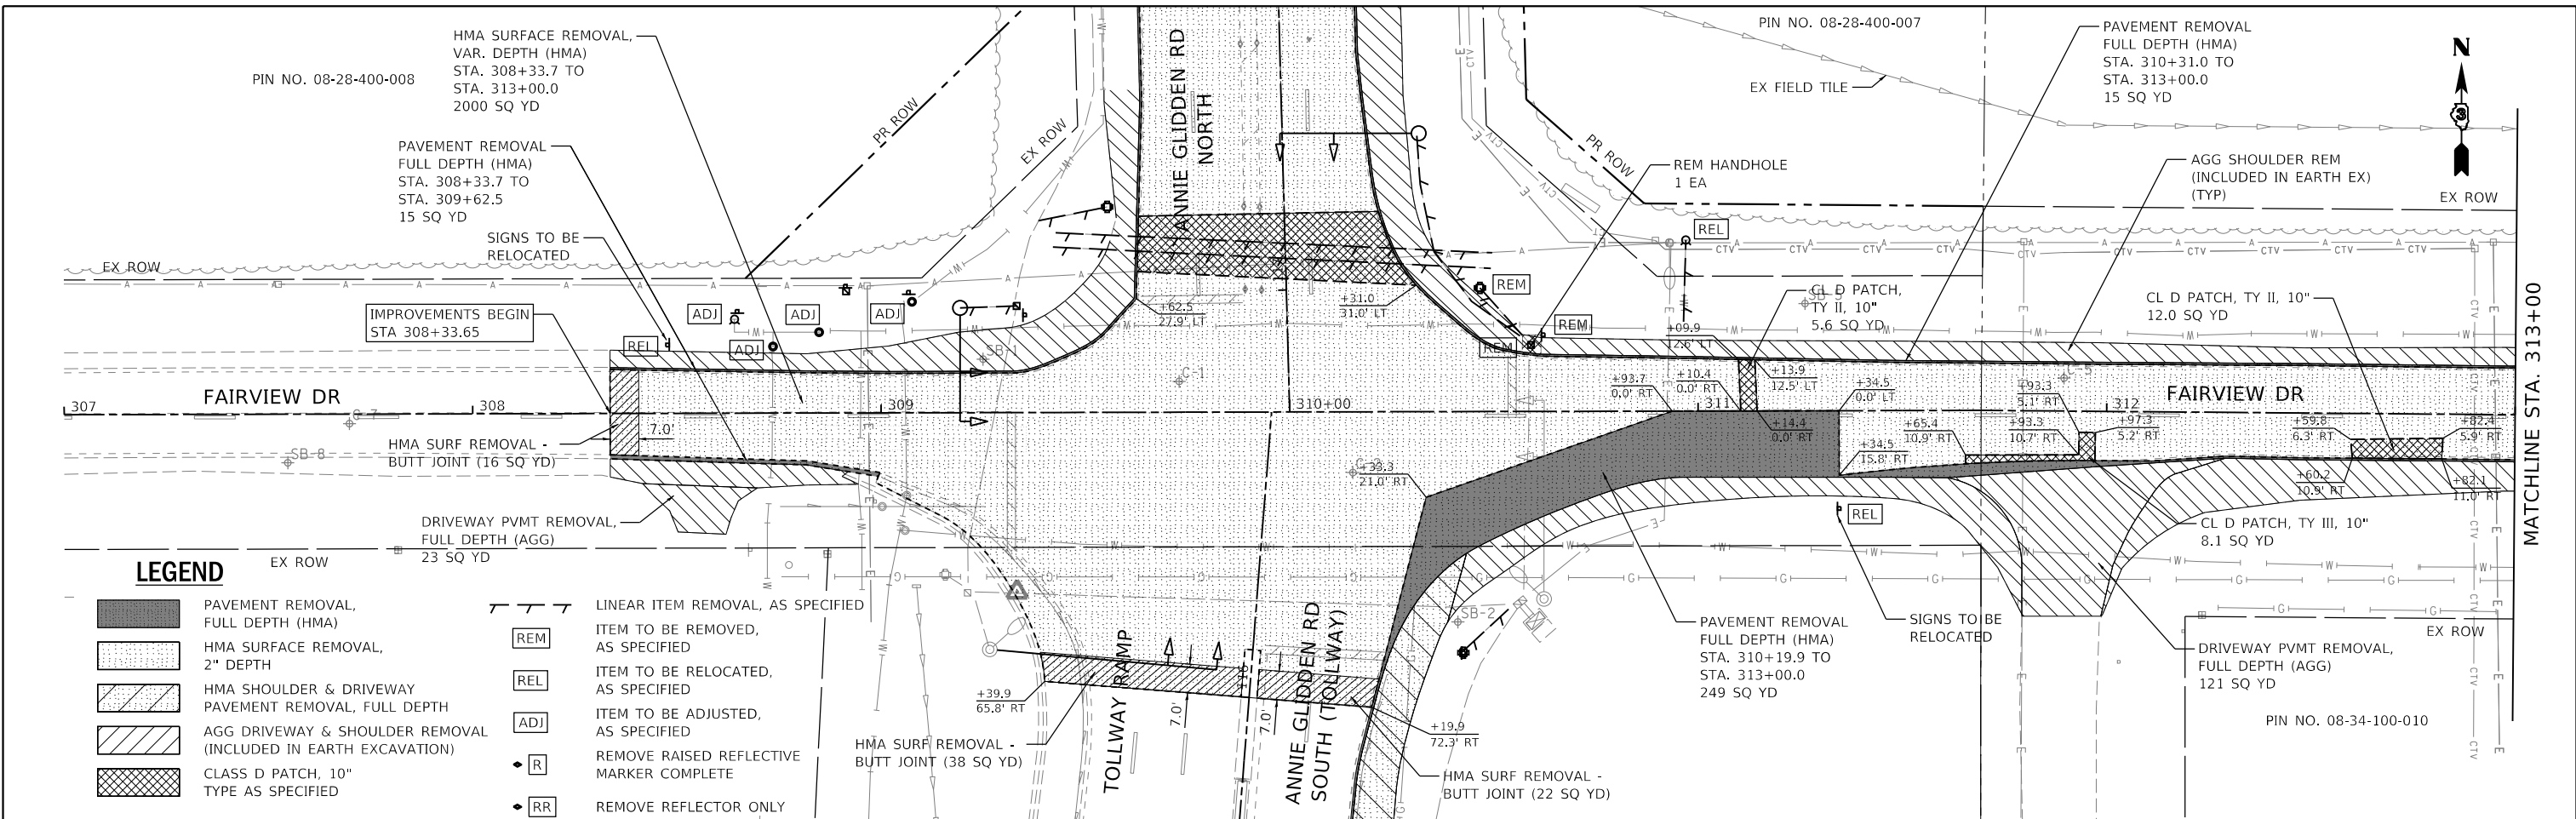 HMA SURFACE REMOVAL,
VAR. DEPTH (HMA)
STA. 308+33.7 TO
STA. 313+00.0
2000 SQ YD
PIN NO. 08-28-400-008
PAVEMENT REMOVAL
FULL DEPTH (HMA)
STA. 308+33.7 TO
STA. 309+62.5
15 SQ YD
SIGNS TO BE
RELOCATED
EX ROW
PR ROW
EX ROW
ANNIE GLIDDEN RD
NORTH
PIN NO. 08-28-400-007
EX FIELD TILE
PAVEMENT REMOVAL
FULL DEPTH (HMA)
STA. 310+31.0 TO
STA. 313+00.0
15 SQ YD
N
3
PR ROW
REM HANDHOLE
1 EA
AGG SHOULDER REM
(INCLUDED IN EARTH EX)
(TYP)
EX ROW
REL
IMPROVEMENTS BEGIN
STA 308+33.65
REL
ADJ
ADJ
ADJ
ADJ
+62.5
27.9' LT
+31.0
31.0' LT
REM
REM
REM
CL D PATCH,
TY II, 10"
5.6 SQ YD
SB-5
CL D PATCH, TY II, 10"
12.0 SQ YD
MATCHLINE STA. 313+00
SB-1
C-1
+09.9
12.6' LT
+13.9
12.5' LT
+93.7
0.0' RT
+10.4
0.0' RT
+34.5
0.0' LT
C-5
+93.3
5.1' RT
FAIRVIEW DR
307
308
309
310+00
311
312
FAIRVIEW DR
C-7
SB-8
7.0'
HMA SURF REMOVAL -
BUTT JOINT (16 SQ YD)
+33.3
21.0' RT
+14.4
0.0' RT
+34.5
15.8' RT
+65.4
10.9' RT
+93.3
10.7' RT
+97.3
5.2' RT
+59.8
6.3' RT
+82.4
5.9' RT
+60.2
10.9' RT
+82.1
11.0' RT
DRIVEWAY PVMT REMOVAL,
FULL DEPTH (AGG)
23 SQ YD
EX ROW
REL
CL D PATCH, TY III, 10"
8.1 SQ YD
SB-2
PAVEMENT REMOVAL
FULL DEPTH (HMA)
STA. 310+19.9 TO
STA. 313+00.0
249 SQ YD
SIGNS TO BE
RELOCATED
EX ROW
DRIVEWAY PVMT REMOVAL,
FULL DEPTH (AGG)
121 SQ YD
PIN NO. 08-34-100-010
TOLLWAY RAMP
ANNIE GLIDDEN RD
SOUTH (TOLLWAY)
+39.9
65.8' RT
7.0'
7.0'
+19.9
72.3' RT
HMA SURF REMOVAL -
BUTT JOINT (38 SQ YD)
HMA SURF REMOVAL -
BUTT JOINT (22 SQ YD)
LEGEND
PAVEMENT REMOVAL,
FULL DEPTH (HMA)
HMA SURFACE REMOVAL,
2" DEPTH
HMA SHOULDER & DRIVEWAY
PAVEMENT REMOVAL, FULL DEPTH
AGG DRIVEWAY & SHOULDER REMOVAL
(INCLUDED IN EARTH EXCAVATION)
CLASS D PATCH, 10"
TYPE AS SPECIFIED
LINEAR ITEM REMOVAL, AS SPECIFIED
REM
ITEM TO BE REMOVED,
AS SPECIFIED
REL
ITEM TO BE RELOCATED,
AS SPECIFIED
ADJ
ITEM TO BE ADJUSTED,
AS SPECIFIED
R
REMOVE RAISED REFLECTIVE
MARKER COMPLETE
RR
REMOVE REFLECTOR ONLY